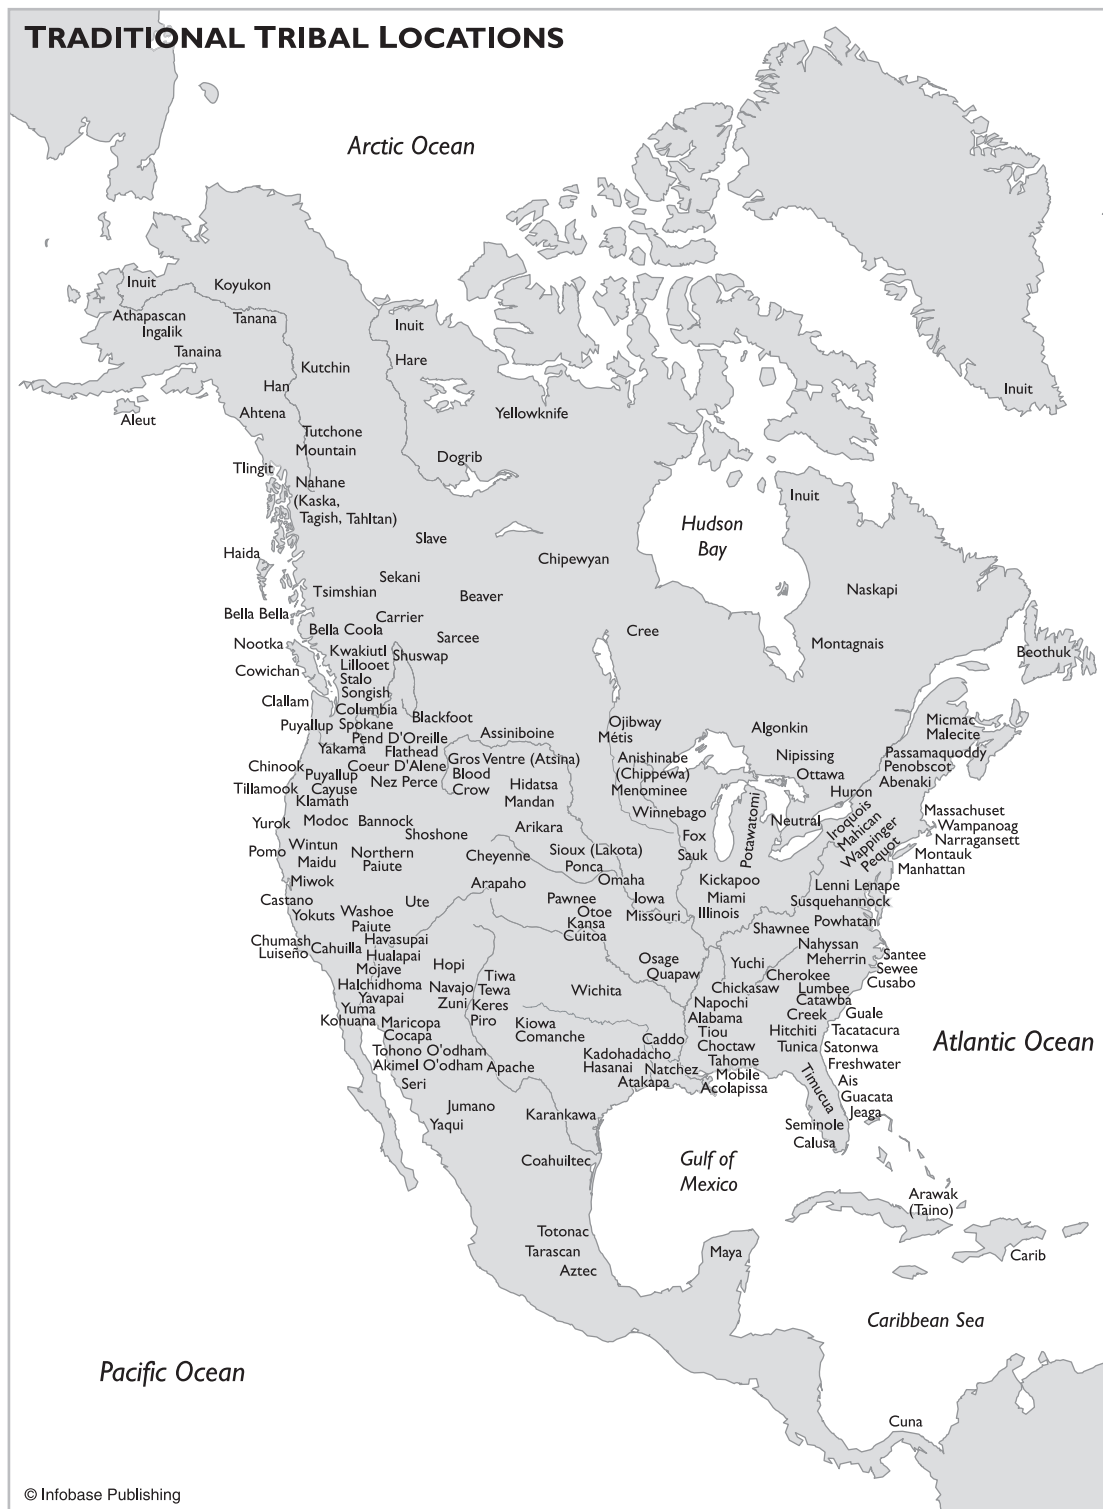 TRADITIONAL TRIBAL LOCATIONS
Arctic Ocean
Inuit
Koyukon
Athapascan
Ingalik
Tanana
Tanaina
Inuit
Hare
Kutchin
Han
Inuit
Aleut
Ahtena
Yellowknife
Tutchone
Mountain
Dogrib
Tlingit
Nahane
(Kaska,
Tagish, Tahltan)
Inuit
Hudson
Bay
Slave
Haida
Chipewyan
Sekani
Tsimshian
Beaver
Naskapi
Bella Bella
Carrier
Bella Coola
Sarcee
Cree
Nootka
Kwakiutl
Shuswap
Lillooet
Montagnais
Beothuk
Cowichan
Stalo
Songish
Clallam
Columbia
Blackfoot
Puyallup
Spokane
Pend D'Oreille
Assiniboine
Ojibway
Métis
Algonkin
Micmac
Malecite
Yakama
Flathead
Gros Ventre (Atsina)
Anishinabe
(Chippewa)
Menominee
Nipissing
Passamaquoddy
Penobscot
Chinook
Puyallup
Coeur D'Alene
Blood
Crow
Ottawa
Abenaki
Tillamook
Cayuse
Nez Perce
Hidatsa
Mandan
Huron
Klamath
Winnebago
Potawatomi
Neutral
Iroquois
Mahican
Wappinger
Pequot
Massachuset
Wampanoag
Narragansett
Montauk
Manhattan
Yurok
Modoc
Bannock
Shoshone
Arikara
Fox
Sauk
Pomo
Wintun
Maidu
Northern
Paiute
Cheyenne
Sioux (Lakota)
Ponca
Miwok
Arapaho
Omaha
Kickapoo
Lenni Lenape
Castano
Yokuts
Washoe
Paiute
Ute
Pawnee
Otoe
Kansa
Cuitoa
Iowa
Missouri
Miami
Illinois
Susquehannock
Shawnee
Powhatan
Chumash
Luiseño
Cahuilla
Havasupai
Hualapai
Mojave
Halchidhoma
Yavapai
Hopi
Navajo
Zuni
Tiwa
Tewa
Keres
Piro
Osage
Quapaw
Yuchi
Nahyssan
Meherrin
Santee
Sewee
Cusabo
Wichita
Cherokee
Chickasaw
Lumbee
Catawba
Yuma
Kohuana
Maricopa
Cocapa
Kiowa
Comanche
Napochi
Alabama
Tiou
Choctaw
Tahome
Mobile
Acolapissa
Creek
Hitchiti
Tunica
Guale
Tacatacura
Satonwa
Freshwater
Ais
Guacata
Jeaga
Atlantic Ocean
Tohono O'odham
Akimel O'odham
Apache
Caddo
Kadohadacho
Hasanai
Natchez
Atakapa
Seri
Timucua
Jumano
Yaqui
Karankawa
Seminole
Calusa
Coahuiltec
Gulf of
Mexico
Arawak
(Taino)
Totonac
Tarascan
Aztec
Maya
Carib
Caribbean Sea
Pacific Ocean
Cuna
© Infobase Publishing